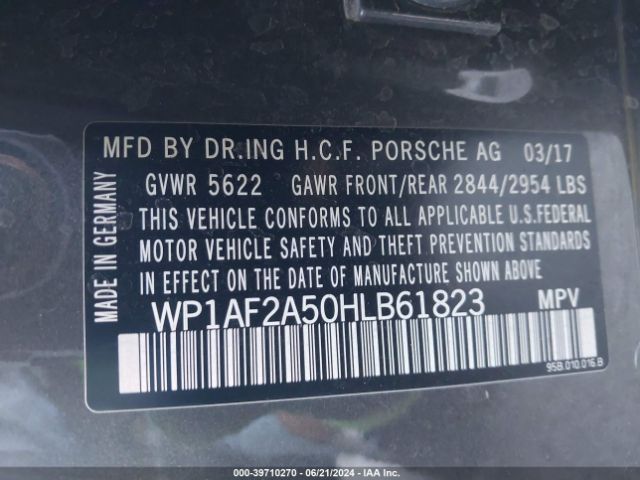 MFD BY DR.ING H.C.F. PORSCHE AG 03/17
GVWR 5622 GAWR FRONT/REAR 2844/2954 LBS
THIS VEHICLE CONFORMS TO ALL APPLICABLE U.S.FEDERAL
MOTOR VEHICLE SAFETY AND THEFT PREVENTION STANDARDS
IN EFFECT ON THE DATE OF MANUFACTURE SHOWN ABOVE.
MADE IN GERMANY
WP1AF2A50HLB61823 MPV
95B.010.016.B
000-39710270 - 06/21/2024 - IAA Inc.